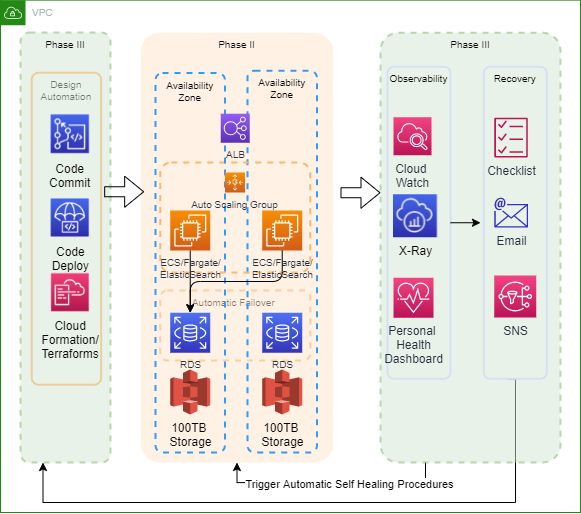 VPC
Phase III
Design
Automation
Code
Commit
Code
Deploy
Cloud
Formation/
Terraforms
Phase II
Availability
Zone
Availability
Zone
ALB
Auto Scaling Group
ECS/Fargate/
ElasticSearch
ECS/Fargate/
ElasticSearch
Automatic Failover
RDS
RDS
100TB
Storage
100TB
Storage
Phase III
Observability
Cloud
Watch
X-Ray
Personal
Health
Dashboard
Recovery
Checklist
@
Email
SNS
Trigger Automatic Self Healing Procedures